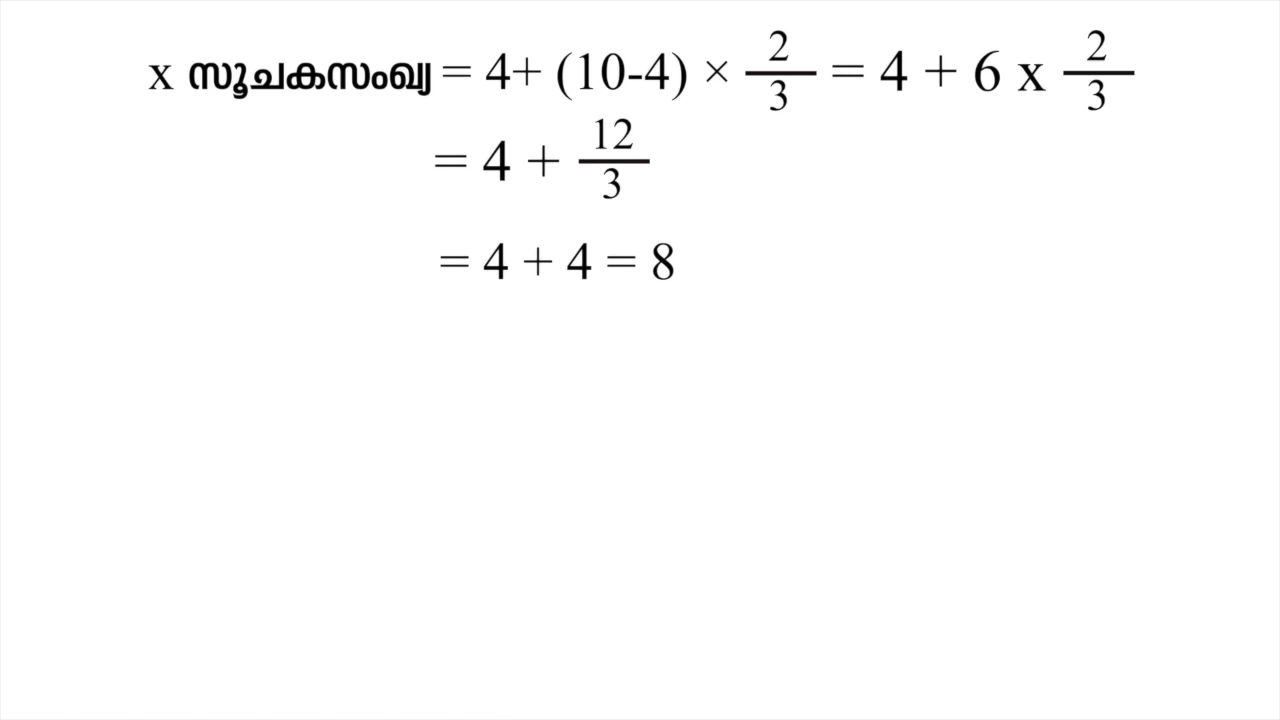 x സൂചകസംഖ്യ = 4+ (10-4) × 2/3 = 4 + 6 x 2/3
= 4 + 12/3
= 4 + 4 = 8